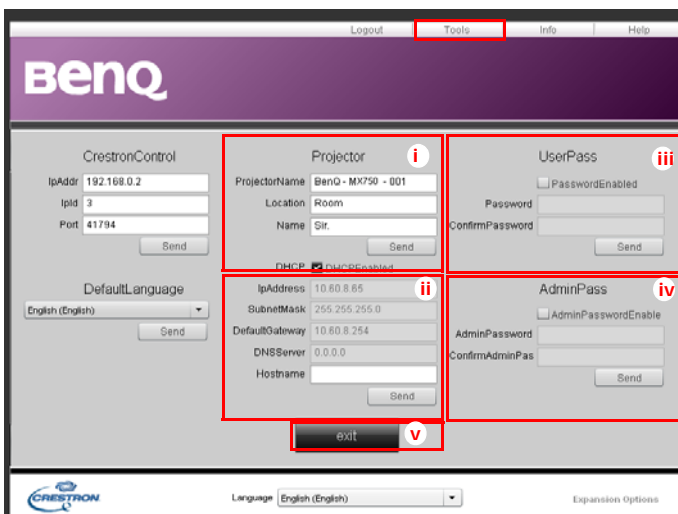 Logout Tools Info Help
BenQ
CrestronControl
IpAddr 192.168.0.2
IpId 3
Port 41794
Send
DefaultLanguage
English (English)
Send
Projector i
ProjectorName BenQ - MX750 - 001
Location Room
Name Sir.
Send
DHCP DHCPEnabled
ii
IpAddress 10.60.8.65
SubnetMask 255.255.255.0
DefaultGateway 10.60.8.254
DNSServer 0.0.0.0
Hostname
Send
UserPass iii
PasswordEnabled
Password
ConfirmPassword
Send
AdminPass iv
AdminPasswordEnable
AdminPassword
ConfirmAdminPas
Send
exit v
CRESTRON
Language English (English)
Expansion Options